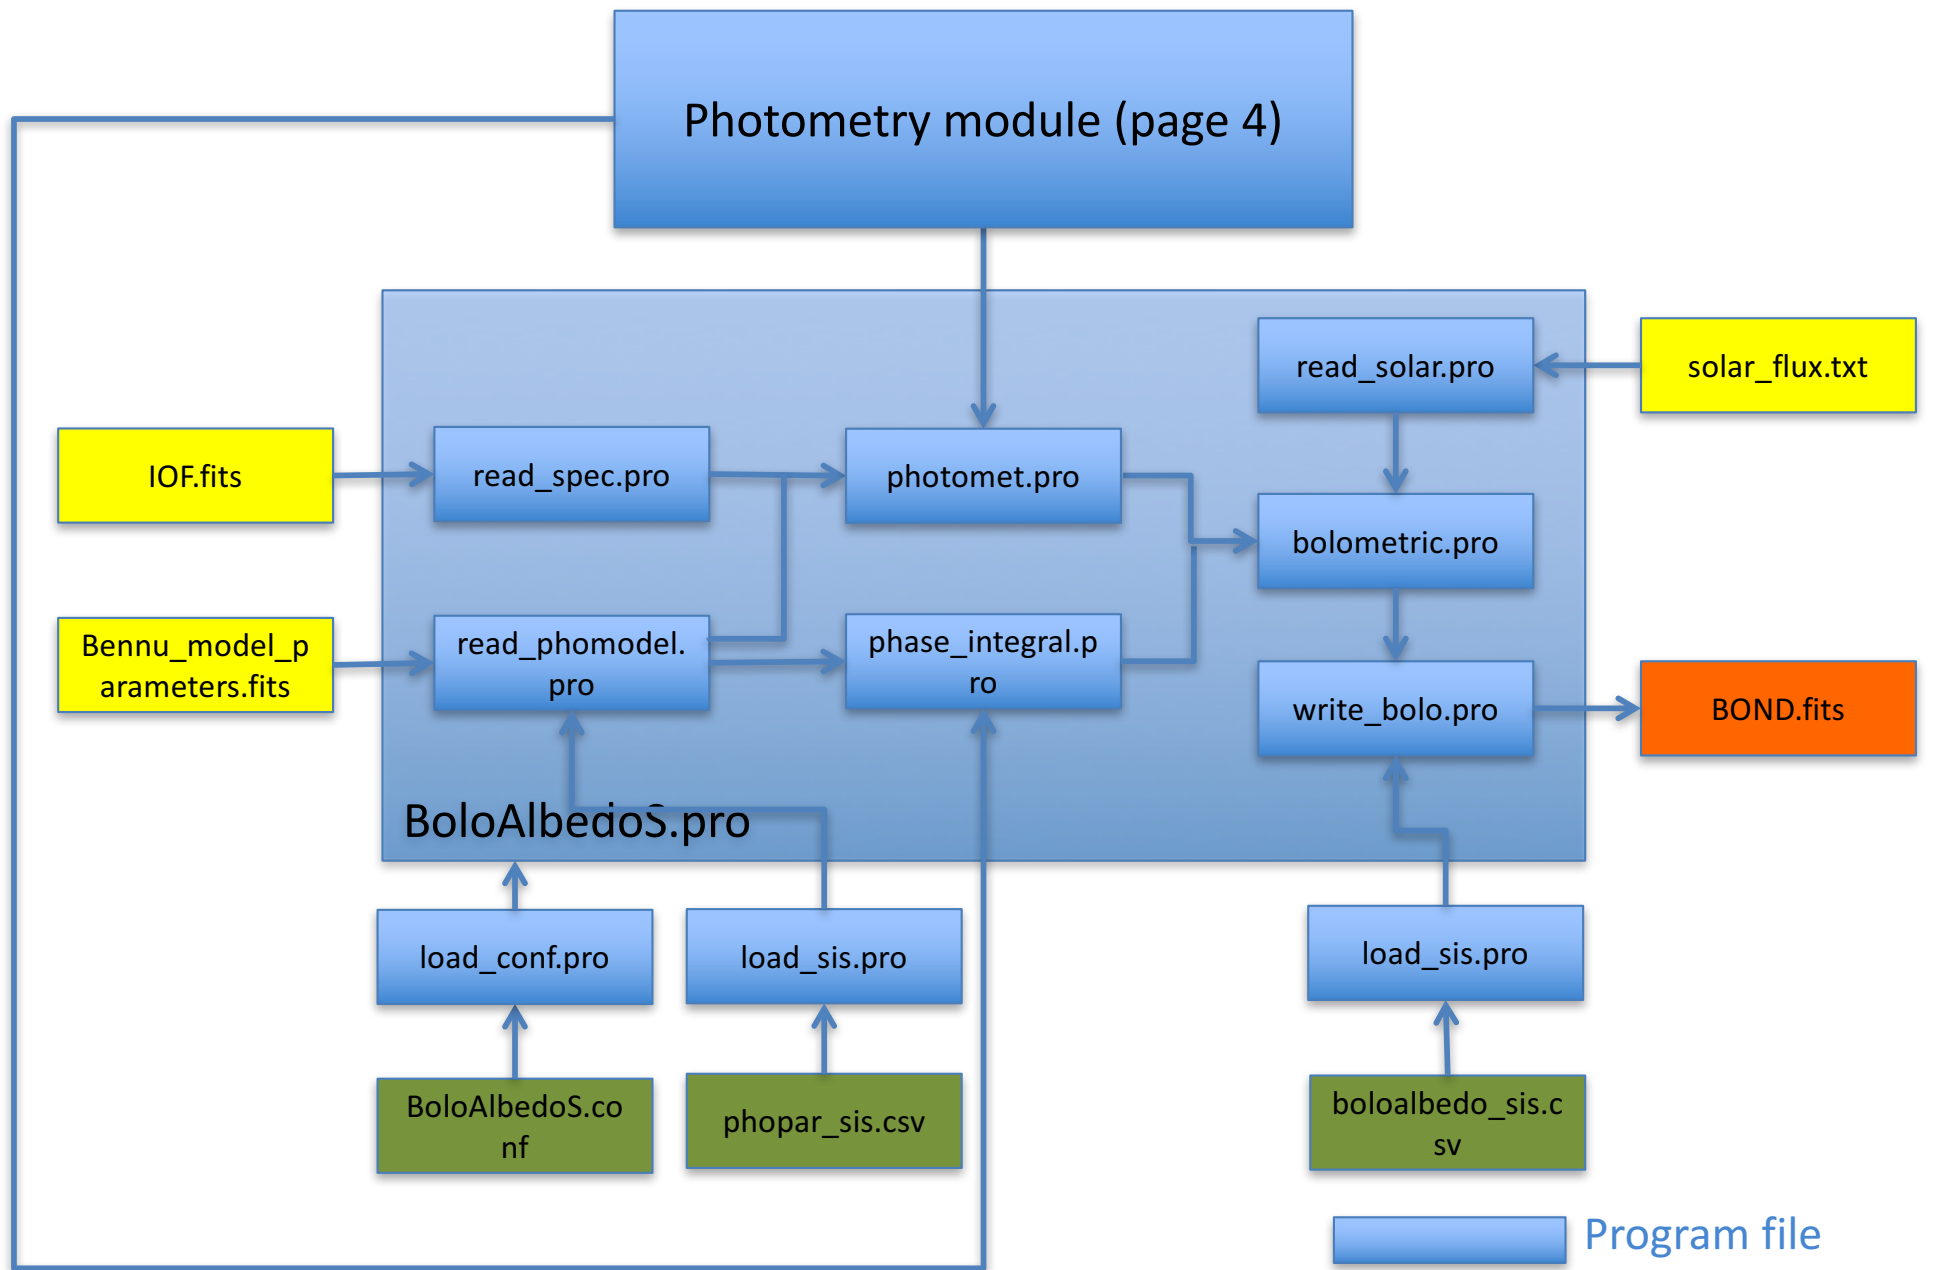 Photometry module (page 4)
read_solar.pro
solar_flux.txt
IOF.fits
read_spec.pro
photomet.pro
bolometric.pro
Bennu_model_p
arameters.fits
read_phomodel.
pro
phase_integral.p
ro
write_bolo.pro
BOND.fits
BoloAlbedoS.pro
load_conf.pro
load_sis.pro
load_sis.pro
BoloAlbedoS.co
nf
phopar_sis.csv
boloalbedo_sis.c
sv
Program file